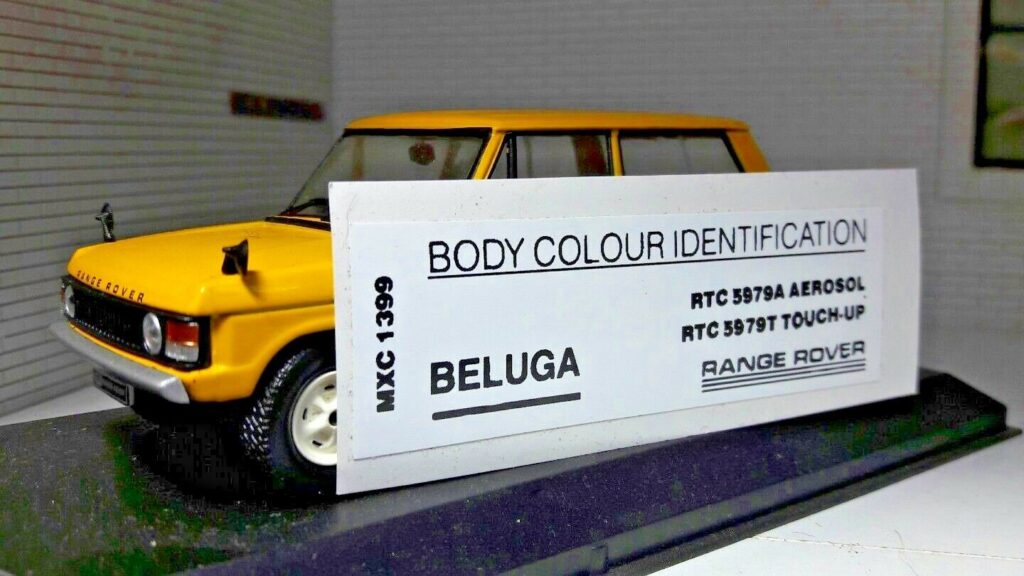 RANGE ROVER
BODY COLOUR IDENTIFICATION
MXC 1399
RTC 5979A AEROSOL
RTC 5979T TOUCH-UP
BELUGA
RANGE ROVER